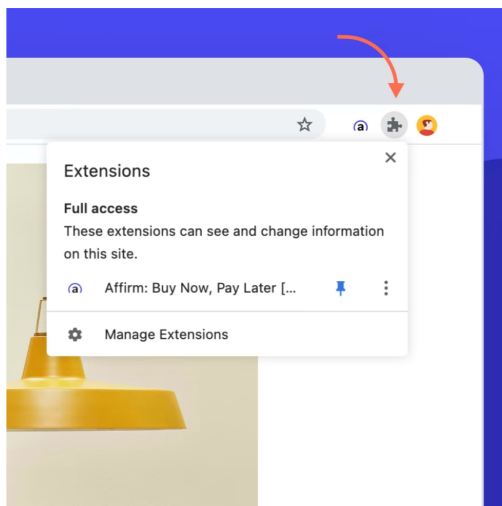 a
Extensions
Full access
These extensions can see and change information
on this site.
a Affirm: Buy Now, Pay Later [...
Manage Extensions